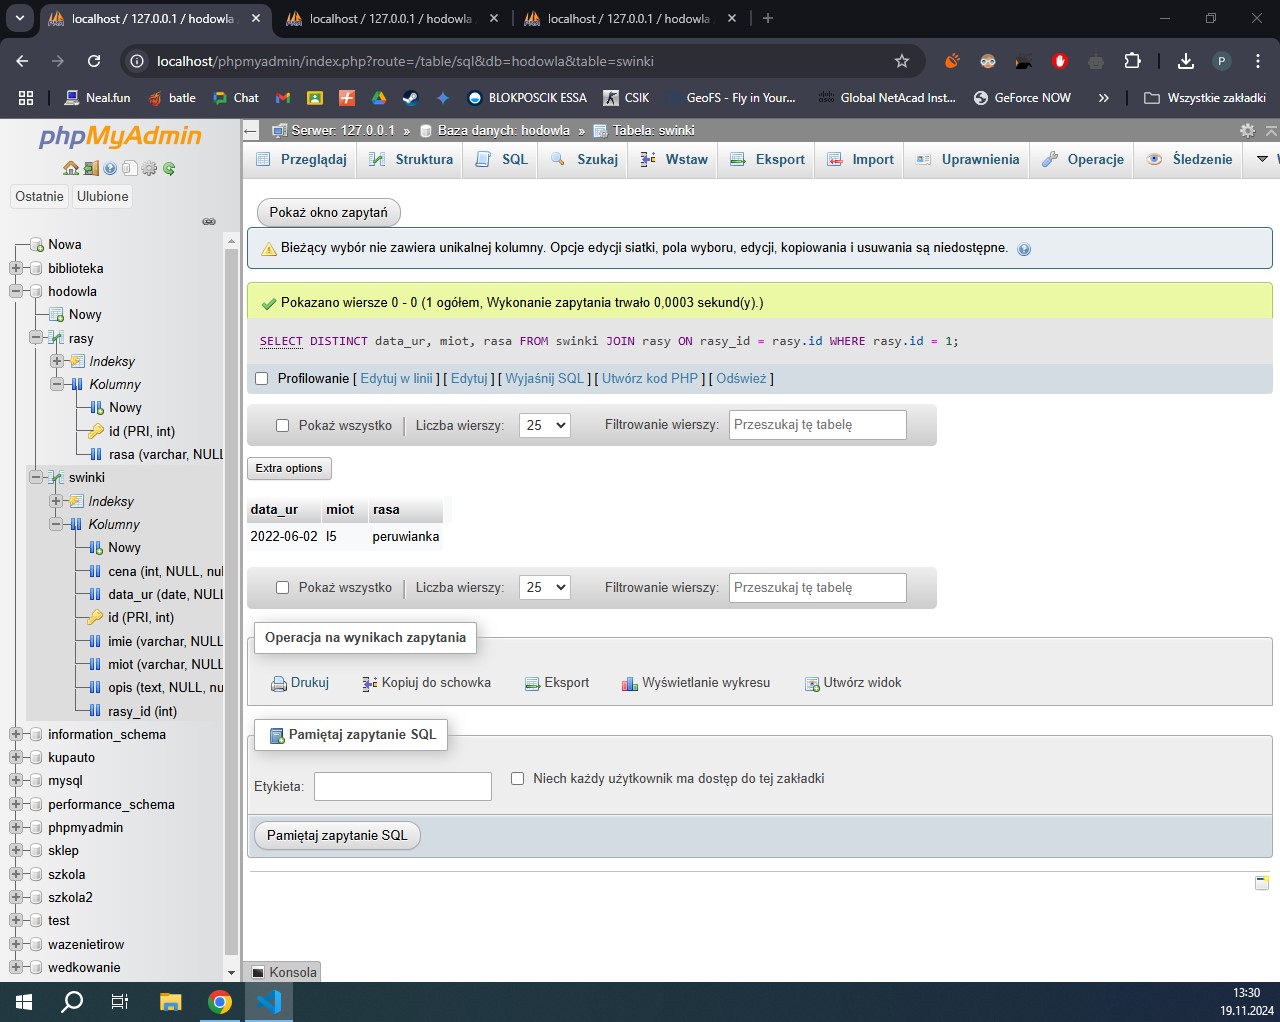 localhost / 127.0.0.1 / hodowla
localhost / 127.0.0.1 / hodowla
localhost / 127.0.0.1 / hodowla
localhost/phpmyadmin/index.php?route=/table/sql&db=hodowla&table=swinki
P
Neal.fun
batle
Chat
BLOKPOSCIK ESSA
CSIK
GeoFS - Fly in Your...
Global NetAcad Inst...
GeForce NOW
»
Wszystkie zakładki
phpMyAdmin
Ostatnie
Ulubione
Nowa
biblioteka
hodowla
Nowy
rasy
Indeksy
Kolumny
Nowy
id (PRI, int)
rasa (varchar, NULL
swinki
Indeksy
Kolumny
Nowy
cena (int, NULL, nul
data_ur (date, NULL
id (PRI, int)
imie (varchar, NULL
miot (varchar, NULL
opis (text, NULL, nu
rasy_id (int)
information_schema
kupauto
mysql
performance_schema
phpmyadmin
sklep
szkola
szkola2
test
wazenietirow
wedkowanie
Serwer: 127.0.0.1 » Baza danych: hodowla » Tabela: swinki
Przeglądaj
Struktura
SQL
Szukaj
Wstaw
Eksport
Import
Uprawnienia
Operacje
Śledzenie
Pokaż okno zapytań
Bieżący wybór nie zawiera unikalnej kolumny. Opcje edycji siatki, pola wyboru, edycji, kopiowania i usuwania są niedostępne.
Pokazano wiersze 0 - 0 (1 ogółem, Wykonanie zapytania trwało 0,0003 sekund(y).)
SELECT DISTINCT data_ur, miot, rasa FROM swinki JOIN rasy ON rasy_id = rasy.id WHERE rasy.id = 1;
Profilowanie [ Edytuj w linii ] [ Edytuj ] [ Wyjaśnij SQL ] [ Utwórz kod PHP ] [ Odśwież ]
Pokaż wszystko
Liczba wierszy:
25
Filtrowanie wierszy:
Przeszukaj tę tabelę
Extra options
data_ur miot rasa
2022-06-02 I5 peruwianka
Pokaż wszystko
Liczba wierszy:
25
Filtrowanie wierszy:
Przeszukaj tę tabelę
Operacja na wynikach zapytania
Drukuj
Kopiuj do schowka
Eksport
Wyświetlanie wykresu
Utwórz widok
Pamiętaj zapytanie SQL
Etykieta:
Niech każdy użytkownik ma dostęp do tej zakładki
Pamiętaj zapytanie SQL
Konsola
13:30
19.11.2024